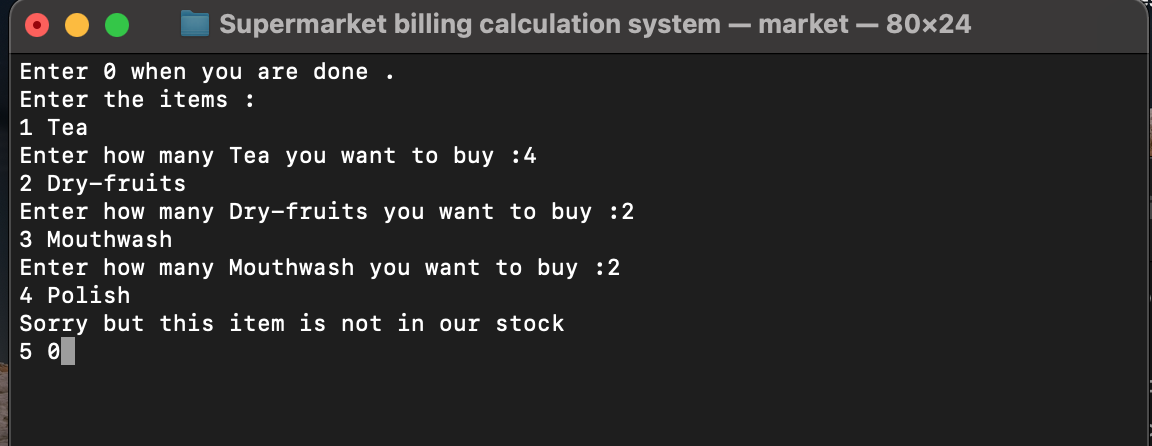 Supermarket billing calculation system — market — 80×24
Enter 0 when you are done .
Enter the items :
1 Tea
Enter how many Tea you want to buy :4
2 Dry-fruits
Enter how many Dry-fruits you want to buy :2
3 Mouthwash
Enter how many Mouthwash you want to buy :2
4 Polish
Sorry but this item is not in our stock
5 0